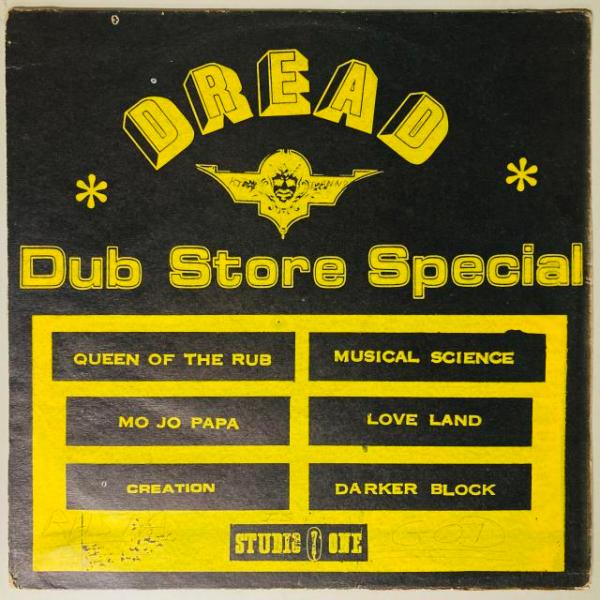 DREAD
* *
Dub Store Special
QUEEN OF THE RUB
MUSICAL SCIENCE
MO JO PAPA
LOVE LAND
CREATION
DARKER BLOCK
STUDIO ONE